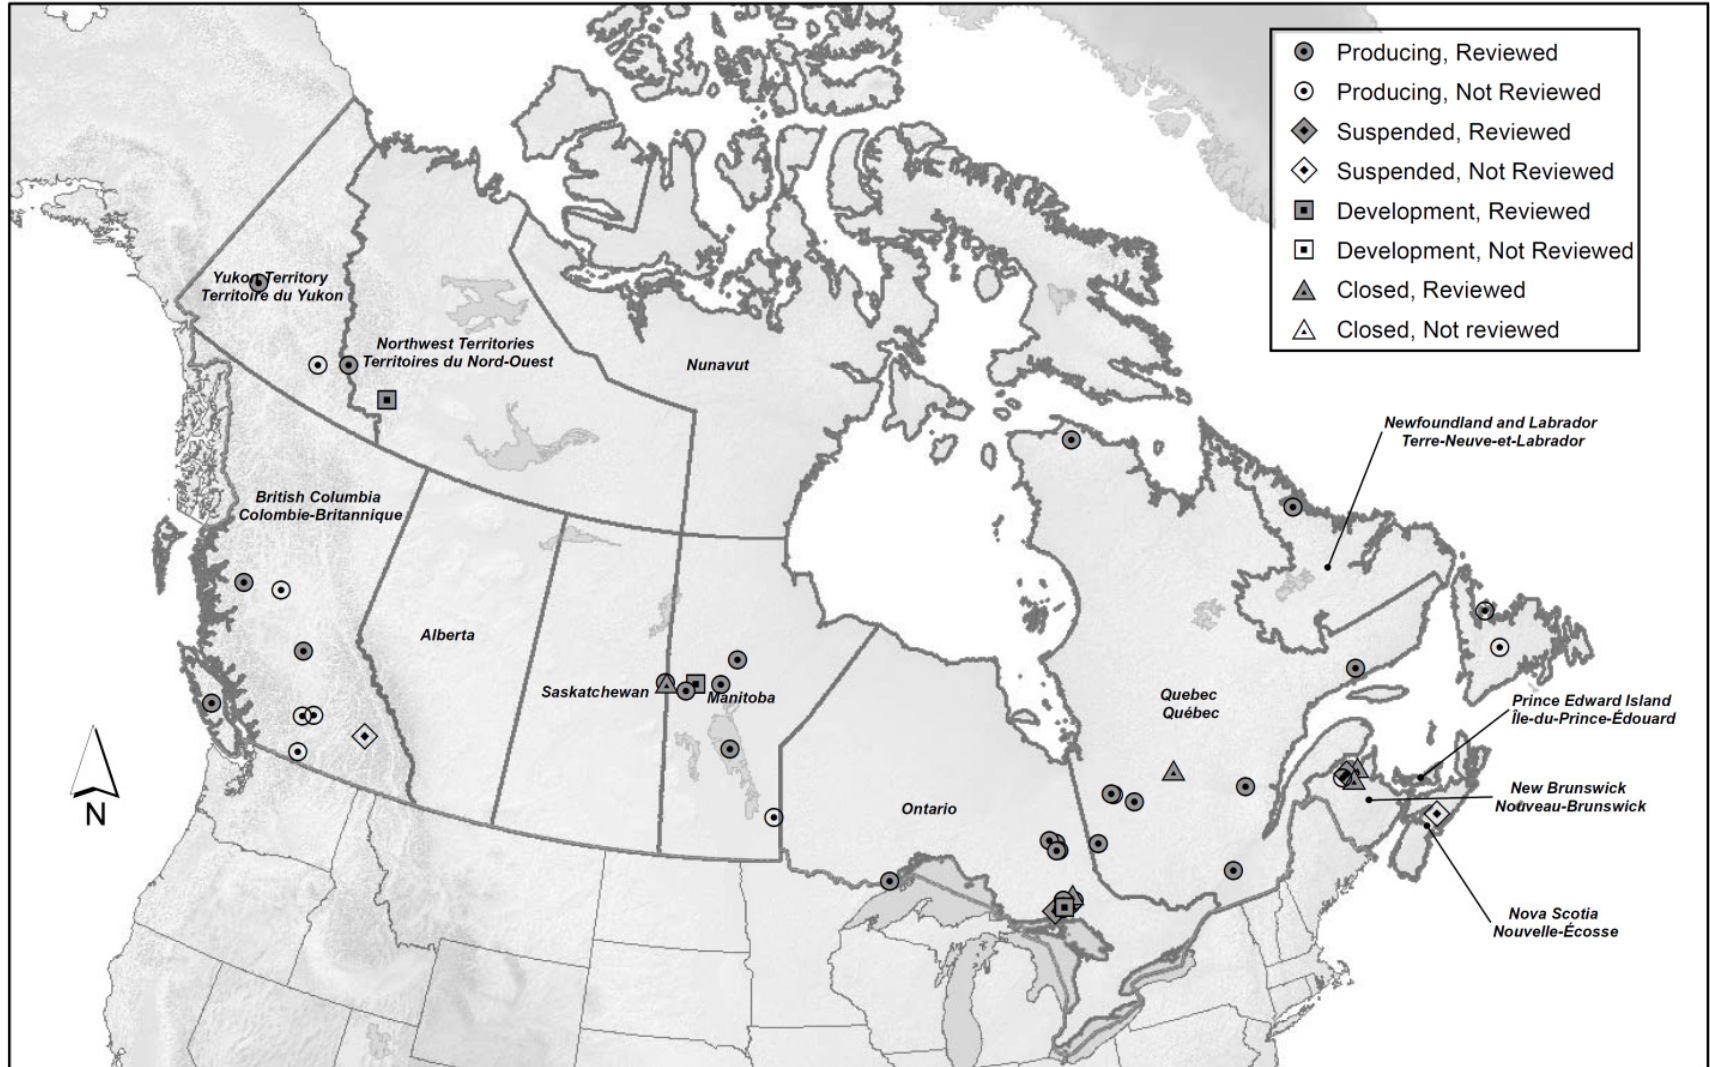 Producing, Reviewed
Producing, Not Reviewed
Suspended, Reviewed
Suspended, Not Reviewed
Development, Reviewed
Development, Not Reviewed
Closed, Reviewed
Closed, Not reviewed
Yukon Territory
Territoire du Yukon
Northwest Territories
Territoires du Nord-Ouest
Nunavut
Newfoundland and Labrador
Terre-Neuve-et-Labrador
British Columbia
Colombie-Britannique
Alberta
Saskatchewan
Manitoba
Quebec
Québec
Prince Edward Island
Île-du-Prince-Édouard
New Brunswick
Nouveau-Brunswick
Ontario
N
Nova Scotia
Nouvelle-Écosse